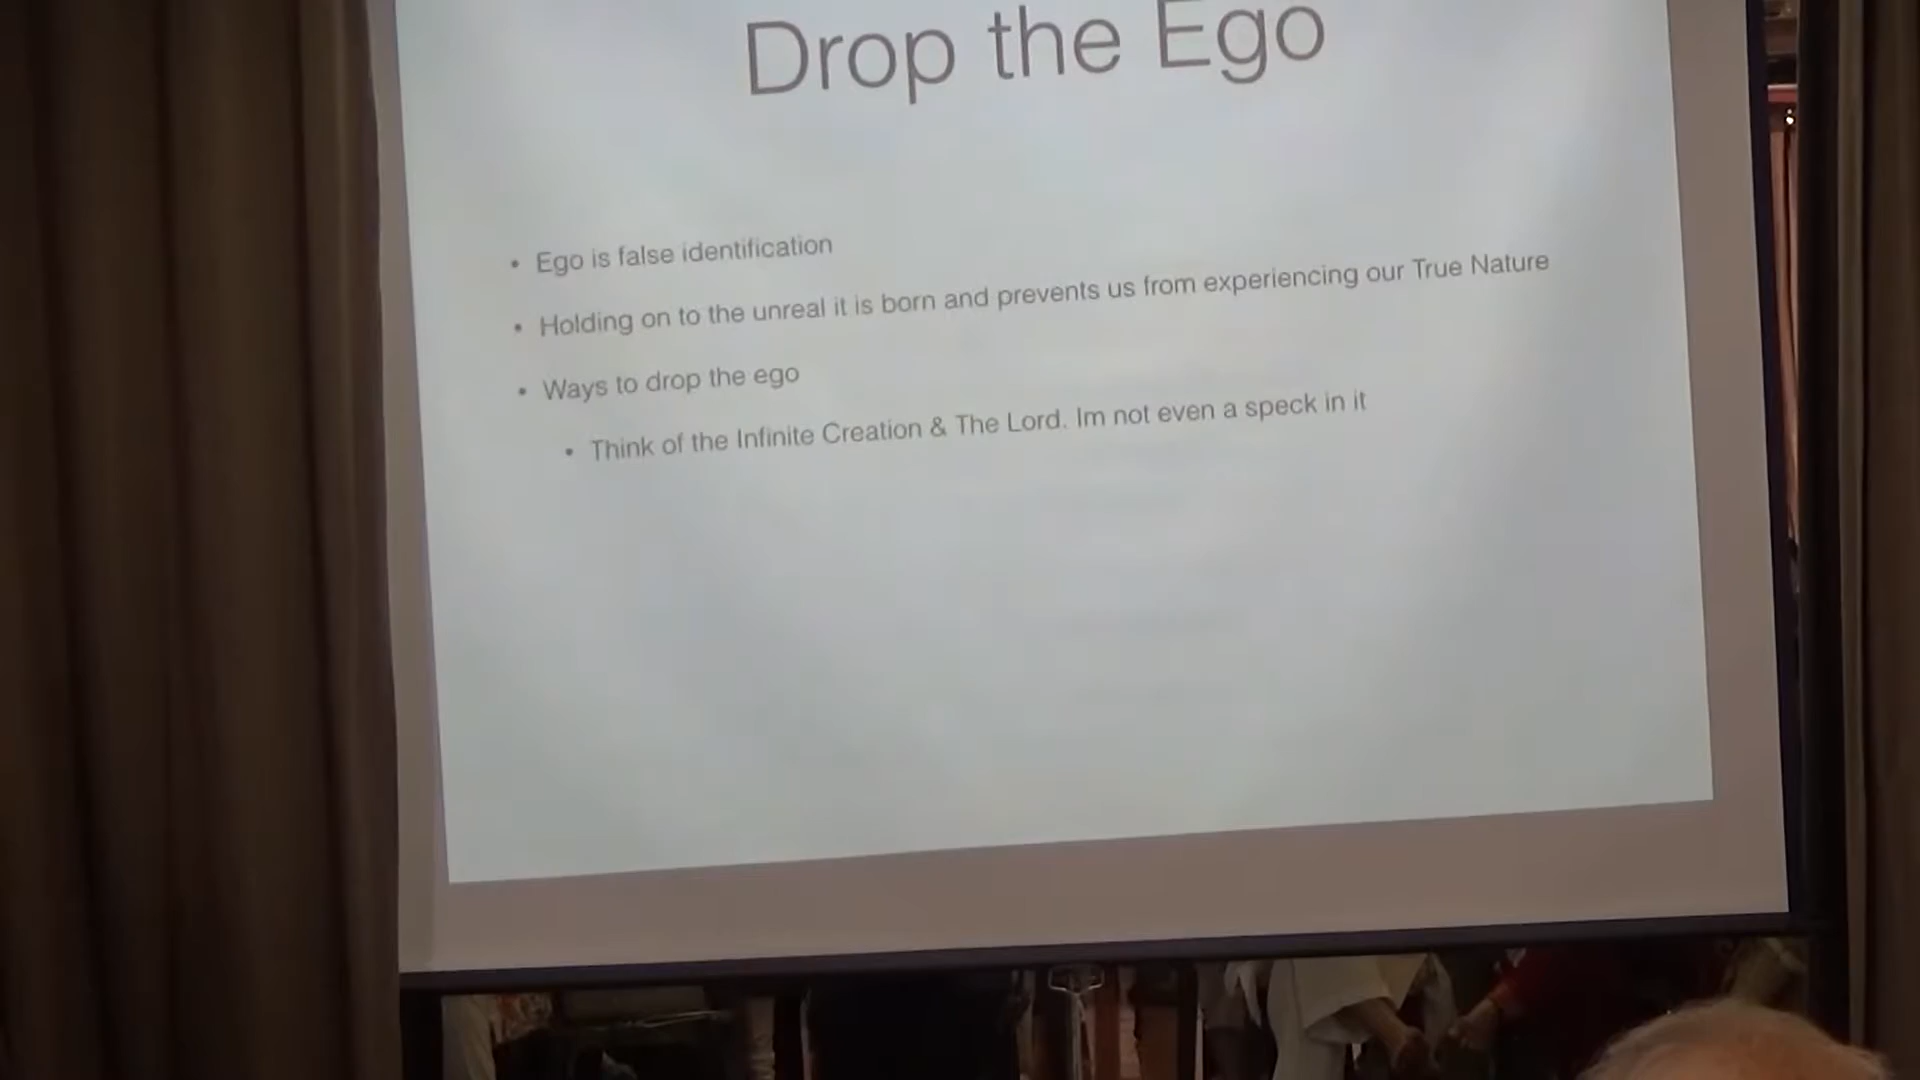 Drop the Ego
• Ego is false identification
• Holding on to the unreal it is born and prevents us from experiencing our True Nature
• Ways to drop the ego
• Think of the Infinite Creation & The Lord. Im not even a speck in it